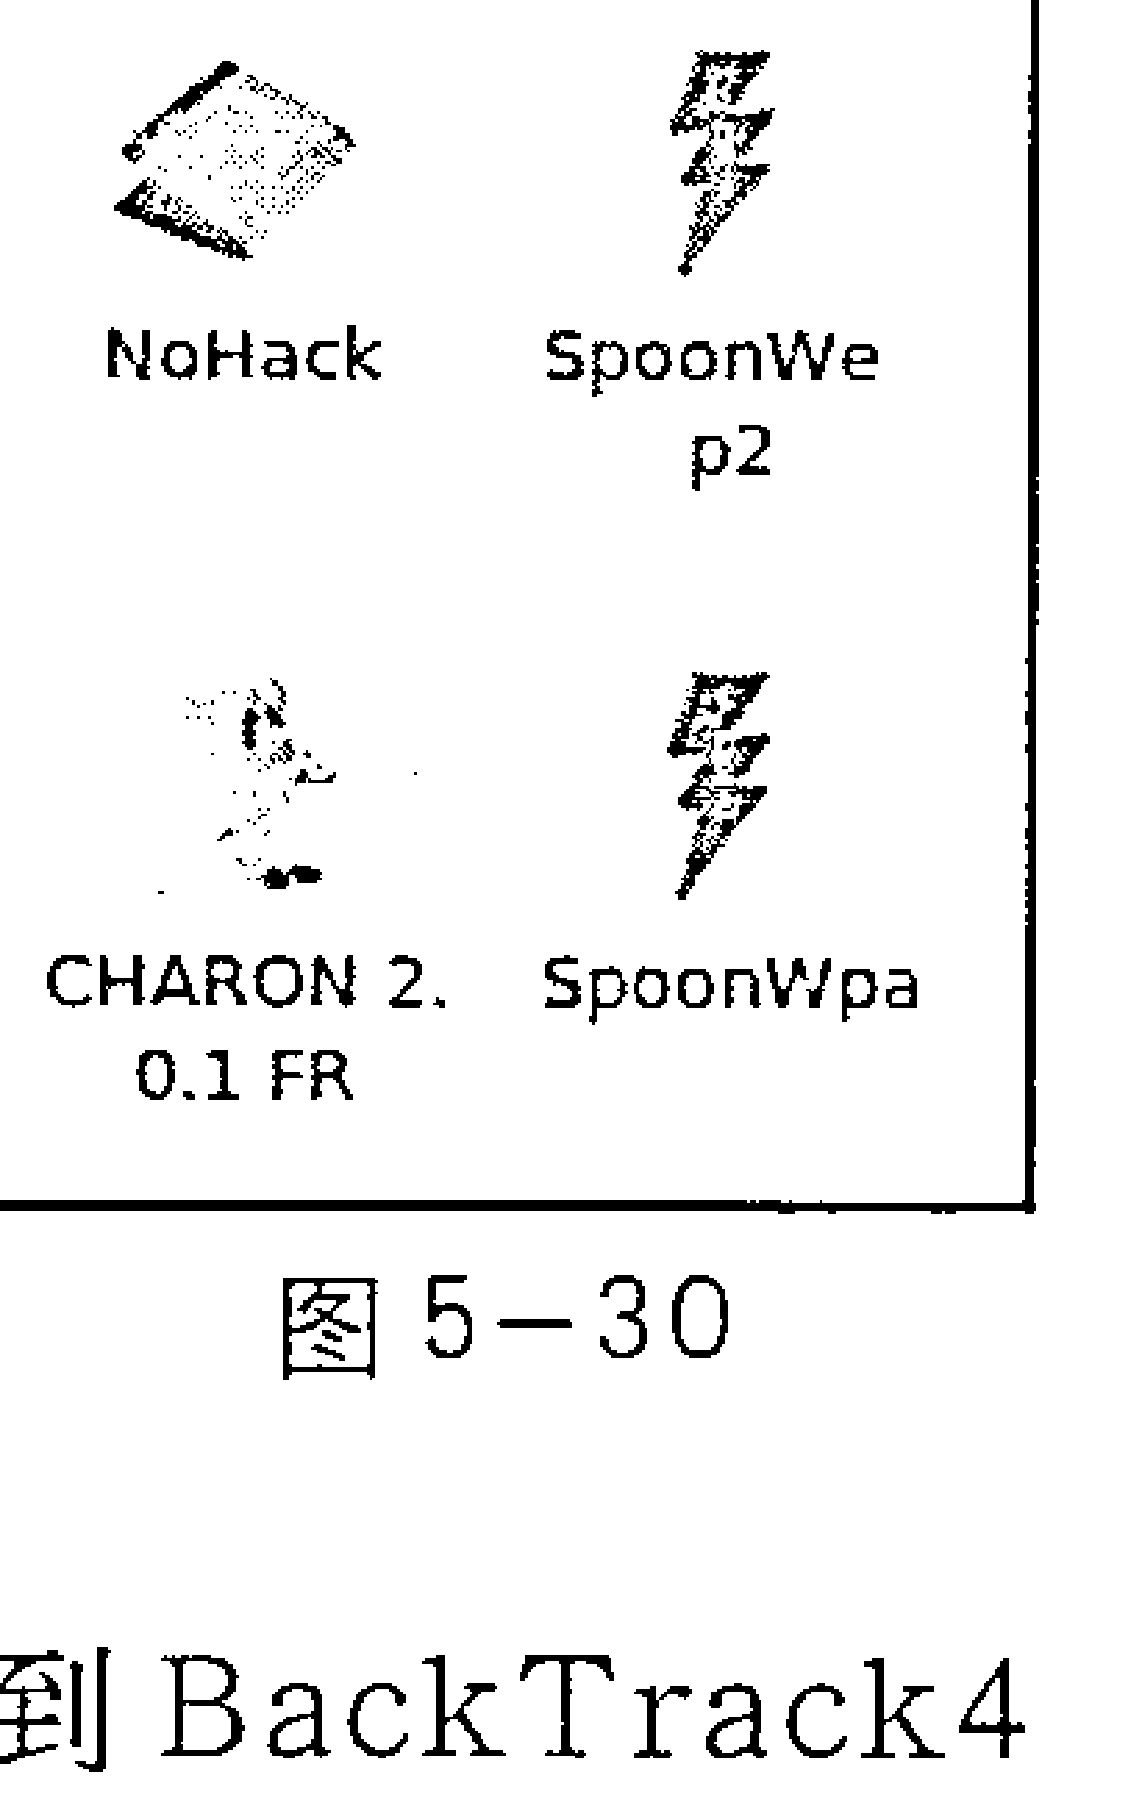 NoHack
SpoonWe
p2
CHARON 2.
0.1 FR
SpoonWpa
图 5-30
到 BackTrack4